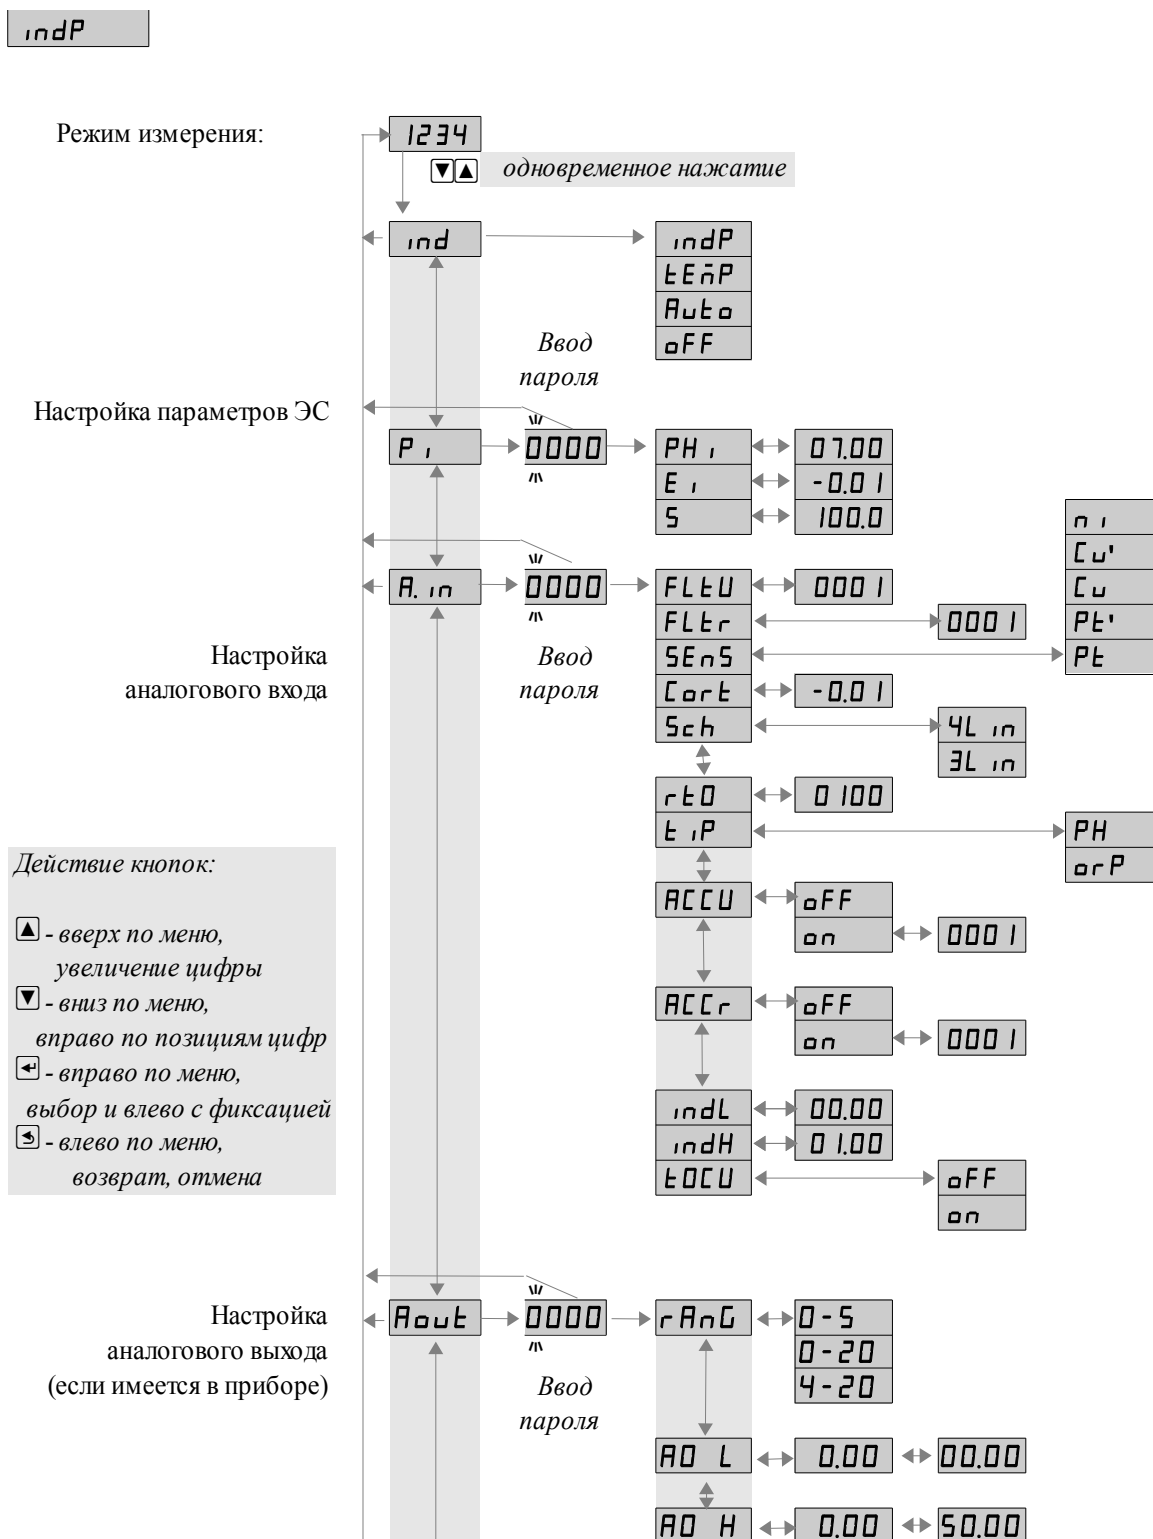 indP
Режим измерения:
1234
▼▲ одновременное нажатие
ind
indP
tEmP
Auto
oFF
Ввод
пароля
Настройка параметров ЭС
Pi
0000
PHi
07.00
Ei
-0.01
S
100.0
ni
Cu'
Cu
Pt'
Pt
A.in
0000
FLtU
0001
FLtr
0001
SEnS
Cort
-0.01
Sch
4Lin
3Lin
Настройка
аналогового входа
Ввод
пароля
rt0
0100
tiP
PH
orP
Действие кнопок:
▲ - вверх по меню,
увеличение цифры
▼ - вниз по меню,
вправо по позициям цифр
↵ - вправо по меню,
выбор и влево с фиксацией
- влево по меню,
возврат, отмена
ACCU
oFF
on
0001
ACCr
oFF
on
0001
indL
00.00
indH
01.00
tOCU
oFF
on
Настройка
аналогового выхода
(если имеется в приборе)
Aout
0000
Ввод
пароля
rAnG
0-5
0-20
4-20
AO L
0.00
00.00
AO H
0.00
50.00